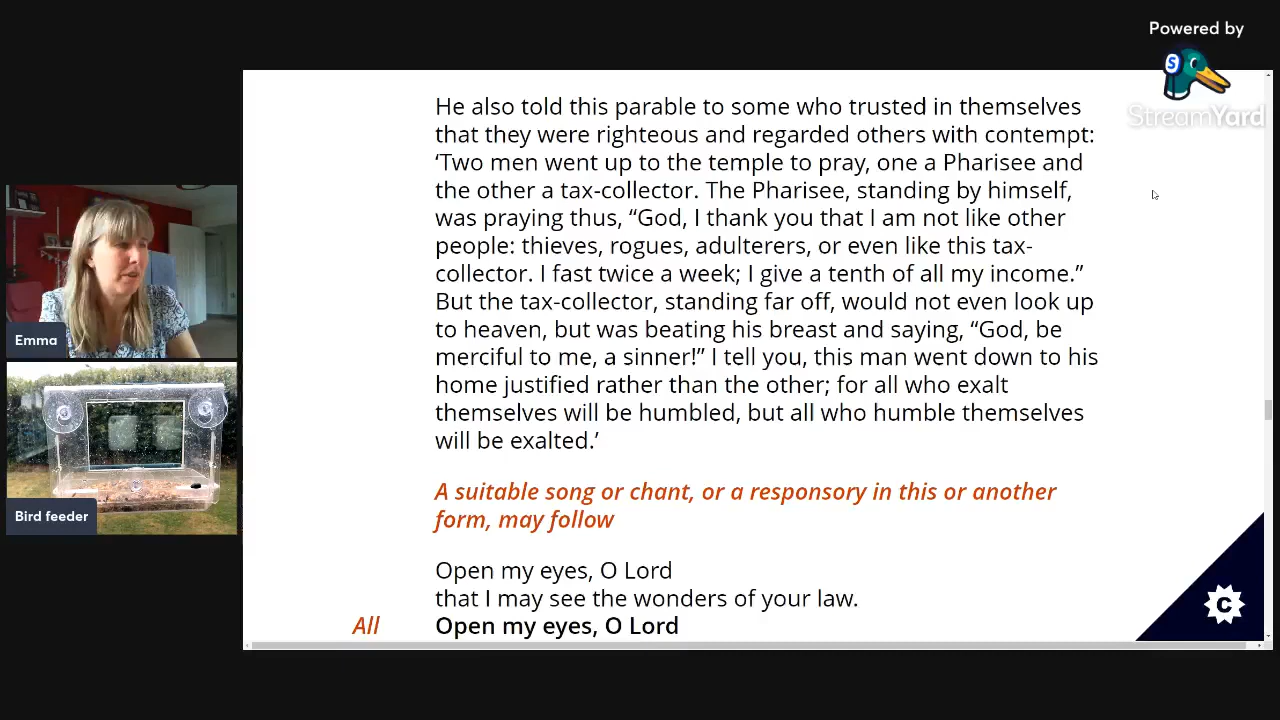 Powered by
StreamYard
He also told this parable to some who trusted in themselves
that they were righteous and regarded others with contempt:
‘Two men went up to the temple to pray, one a Pharisee and
the other a tax-collector. The Pharisee, standing by himself,
was praying thus, “God, I thank you that I am not like other
people: thieves, rogues, adulterers, or even like this tax-
collector. I fast twice a week; I give a tenth of all my income.”
But the tax-collector, standing far off, would not even look up
to heaven, but was beating his breast and saying, “God, be
merciful to me, a sinner!” I tell you, this man went down to his
home justified rather than the other; for all who exalt
themselves will be humbled, but all who humble themselves
will be exalted.’
A suitable song or chant, or a responsory in this or another
form, may follow
Open my eyes, O Lord
that I may see the wonders of your law.
All Open my eyes, O Lord
Emma
Bird feeder
S
C